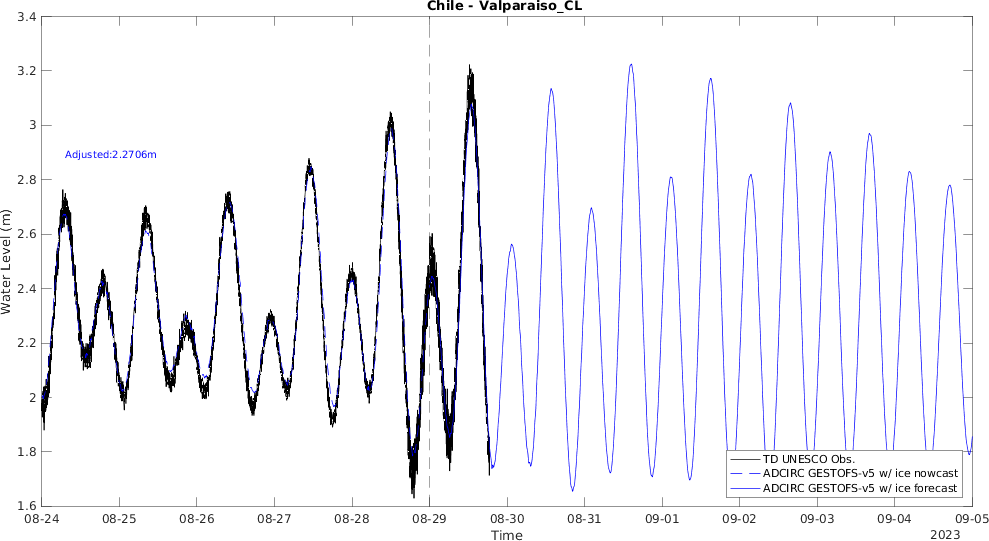 Chile - Valparaiso_CL
3.4
3.2
3
2.8
2.6
2.4
2.2
2
1.8
1.6
Water Level (m)
Adjusted:2.2706m
TD UNESCO Obs.
ADCIRC GESTOFS-v5 w/ ice nowcast
ADCIRC GESTOFS-v5 w/ ice forecast
08-24 08-25 08-26 08-27 08-28 08-29 08-30 08-31 09-01 09-02 09-03 09-04 09-05
Time
2023